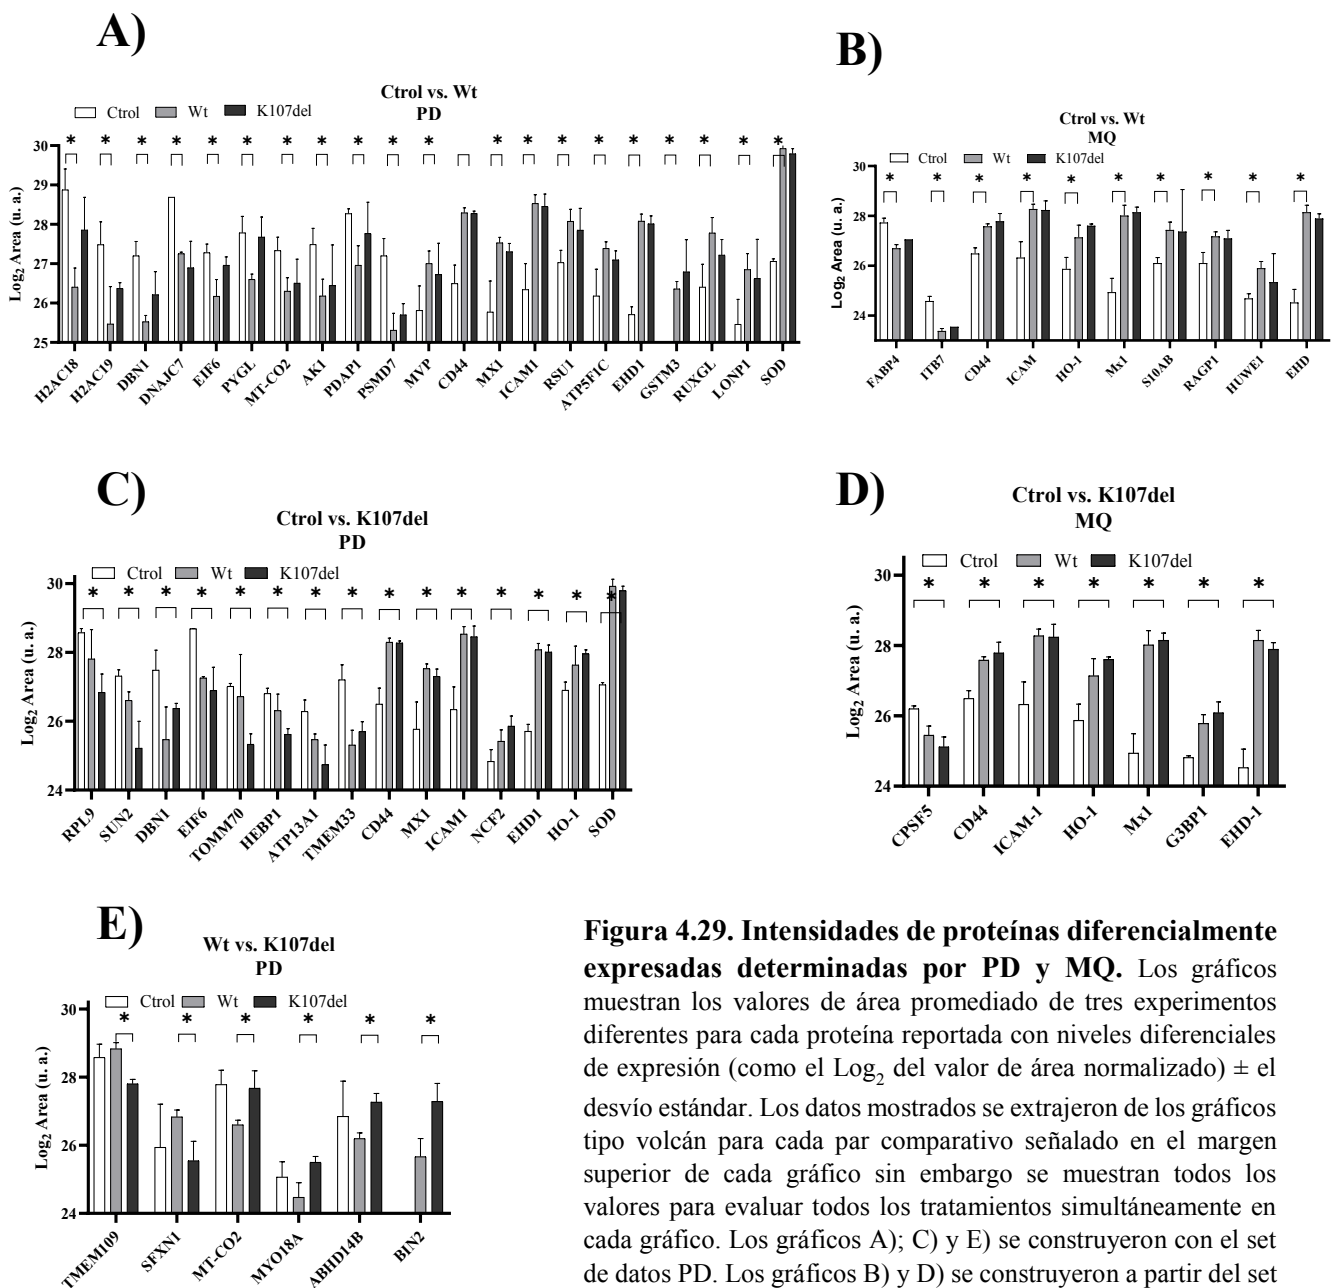 A)
Ctrol vs. Wt
PD
Ctrol Wt K107del
* * * * * * * * * * * * * * * * * * *
Log2 Area (u. a.)
30
29
28
27
26
25
H2AC18 H2AC19 DBN1 DNAJC7 EIF6 PYGL MT-CO2 AK1 PDAP1 PSMD7 MVP CD44 MX1 ICAM1 RSU1 ATP5F1C EHD1 GSTM3 RUXGL LONP1 SOD
B)
Ctrol vs. Wt
MQ
Ctrol Wt K107del
* * * * * * * * * *
Log2 Area (u. a.)
30
28
26
24
FABP4 ITB7 CD44 ICAM HO-1 Mx1 S10AB RAGP1 HUWE1 EHD
C)
Ctrol vs. K107del
PD
Ctrol Wt K107del
* * * * * * * * * * * * * * *
Log2 Area (u. a.)
30
28
26
24
RPL9 SUN2 DBN1 EIF6 TOMM70 HEBP1 ATP13A1 TMEM33 CD44 MX1 ICAM1 NCF2 EHD1 HO-1 SOD
D)
Ctrol vs. K107del
MQ
Ctrol Wt K107del
* * * * * * *
Log2 Area (u. a.)
30
28
26
24
CPSF5 CD44 ICAM-1 HO-1 Mx1 G3BP1 EHD-1
E)
Wt vs. K107del
PD
Ctrol Wt K107del
* * * * * *
Log2 Area (u. a.)
30
28
26
24
TMEM109 SFXN1 MT-CO2 MYO18A ABHD14B BIN2
Figura 4.29. Intensidades de proteínas diferencialmente
expresadas determinadas por PD y MQ. Los gráficos
muestran los valores de área promediado de tres experimentos
diferentes para cada proteína reportada con niveles diferenciales
de expresión (como el Log2 del valor de área normalizado) ± el
desvío estándar. Los datos mostrados se extrajeron de los gráficos
tipo volcán para cada par comparativo señalado en el margen
superior de cada gráfico sin embargo se muestran todos los
valores para evaluar todos los tratamientos simultáneamente en
cada gráfico. Los gráficos A); C) y E) se construyeron con el set
de datos PD. Los gráficos B) y D) se construyeron a partir del set